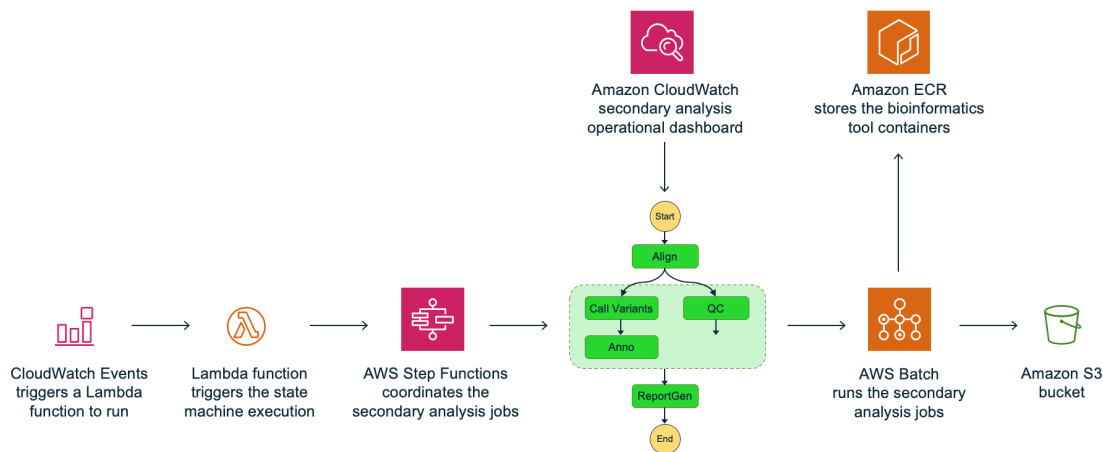 Amazon CloudWatch
secondary analysis
operational dashboard
Amazon ECR
stores the bioinformatics
tool containers
Start
Align
Call Variants
QC
Anno
ReportGen
End
CloudWatch Events
triggers a Lambda
function to run
Lambda function
triggers the state
machine execution
AWS Step Functions
coordinates the
secondary analysis jobs
AWS Batch
runs the secondary
analysis jobs
Amazon S3
bucket